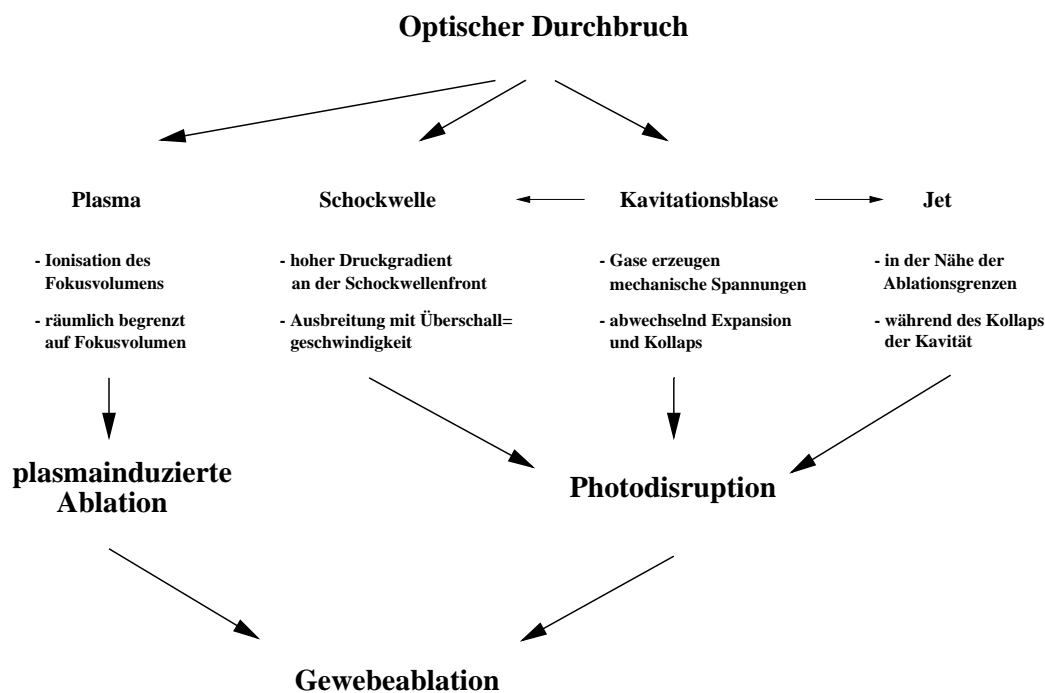 Optischer Durchbruch
Plasma
- Ionisation des
Fokusvolumens
- räumlich begrenzt
auf Fokusvolumen
Schockwelle
- hoher Druckgradient
an der Schockwellenfront
- Ausbreitung mit Überschall=
geschwindigkeit
Kavitationsblase
- Gase erzeugen
mechanische Spannungen
- abwechselnd Expansion
und Kollaps
Jet
- in der Nähe der
Ablationsgrenzen
- während des Kollaps
der Kavität
plasmainduzierte
Ablation
Photodisruption
Gewebeablation